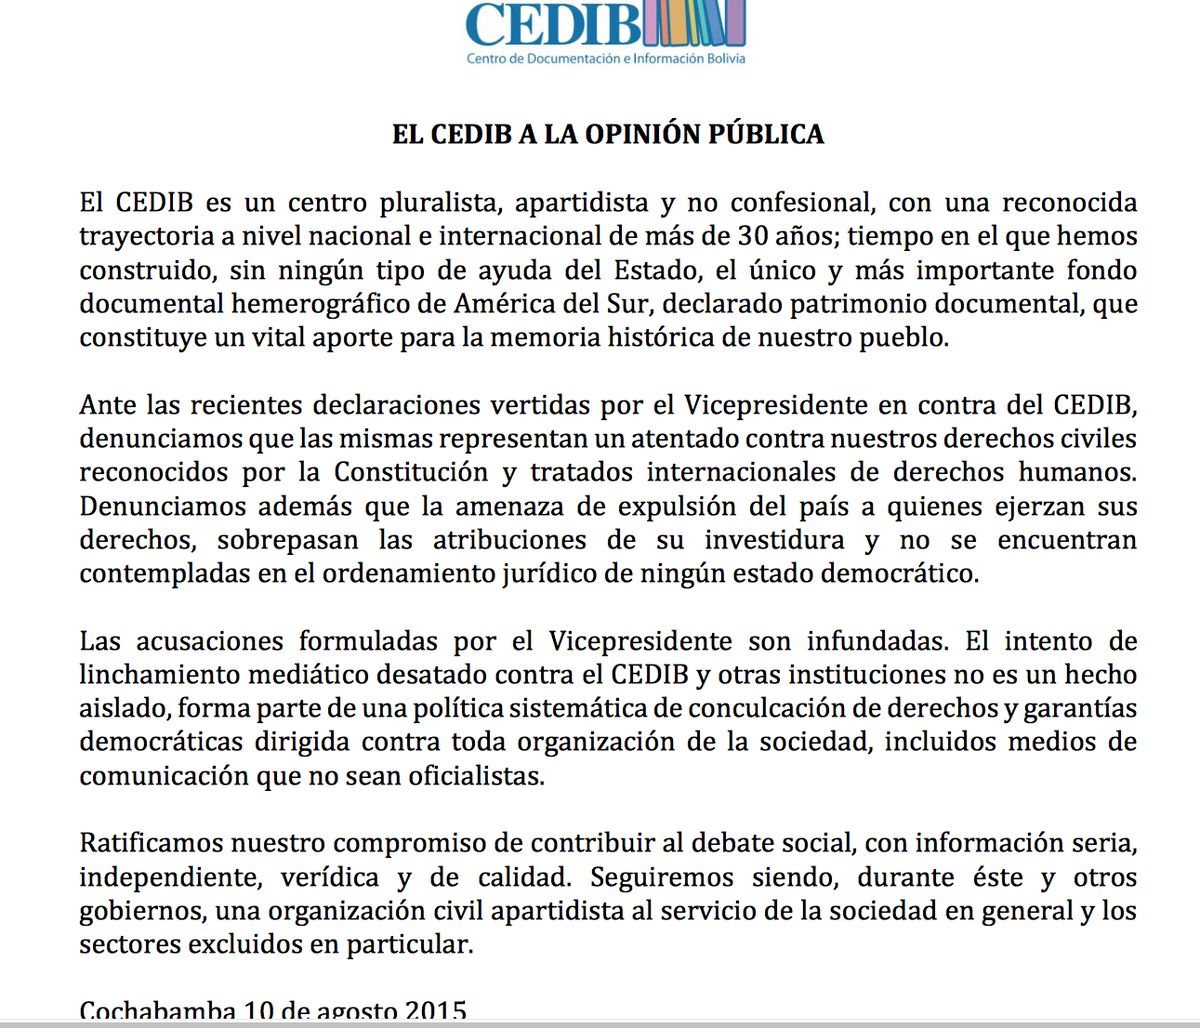 CEDIB
Centro de Documentación e Información Bolivia
EL CEDIB A LA OPINIÓN PÚBLICA
El CEDIB es un centro pluralista, apartidista y no confesional, con una reconocida
trayectoria a nivel nacional e internacional de más de 30 años; tiempo en el que hemos
construido, sin ningún tipo de ayuda del Estado, el único y más importante fondo
documental hemerográfico de América del Sur, declarado patrimonio documental, que
constituye un vital aporte para la memoria histórica de nuestro pueblo.
Ante las recientes declaraciones vertidas por el Vicepresidente en contra del CEDIB,
denunciamos que las mismas representan un atentado contra nuestros derechos civiles
reconocidos por la Constitución y tratados internacionales de derechos humanos.
Denunciamos además que la amenaza de expulsión del país a quienes ejerzan sus
derechos, sobrepasan las atribuciones de su investidura y no se encuentran
contempladas en el ordenamiento jurídico de ningún estado democrático.
Las acusaciones formuladas por el Vicepresidente son infundadas. El intento de
linchamiento mediático desatado contra el CEDIB y otras instituciones no es un hecho
aislado, forma parte de una política sistemática de conculcación de derechos y garantías
democráticas dirigida contra toda organización de la sociedad, incluidos medios de
comunicación que no sean oficialistas.
Ratificamos nuestro compromiso de contribuir al debate social, con información seria,
independiente, verídica y de calidad. Seguiremos siendo, durante éste y otros
gobiernos, una organización civil apartidista al servicio de la sociedad en general y los
sectores excluidos en particular.
Cochabamba 10 de agosto 2015